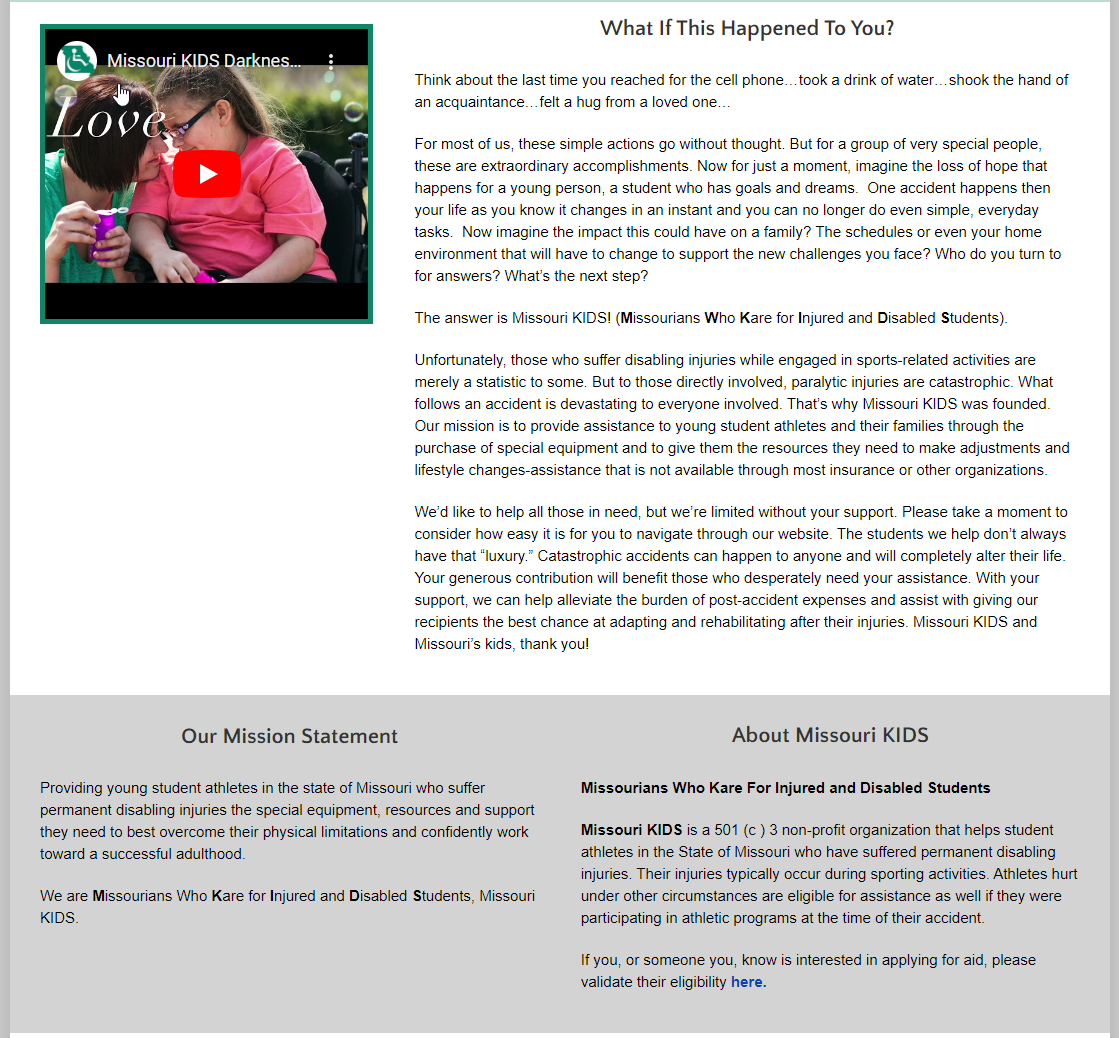 Missouri KIDS Darknes...
Love
What If This Happened To You?
Think about the last time you reached for the cell phone…took a drink of water…shook the hand of
an acquaintance…felt a hug from a loved one…
For most of us, these simple actions go without thought. But for a group of very special people,
these are extraordinary accomplishments. Now for just a moment, imagine the loss of hope that
happens for a young person, a student who has goals and dreams.  One accident happens then
your life as you know it changes in an instant and you can no longer do even simple, everyday
tasks.  Now imagine the impact this could have on a family? The schedules or even your home
environment that will have to change to support the new challenges you face? Who do you turn to
for answers? What’s the next step?
The answer is Missouri KIDS! (Missourians Who Kare for Injured and Disabled Students).
Unfortunately, those who suffer disabling injuries while engaged in sports-related activities are
merely a statistic to some. But to those directly involved, paralytic injuries are catastrophic. What
follows an accident is devastating to everyone involved. That’s why Missouri KIDS was founded.
Our mission is to provide assistance to young student athletes and their families through the
purchase of special equipment and to give them the resources they need to make adjustments and
lifestyle changes-assistance that is not available through most insurance or other organizations.
We’d like to help all those in need, but we’re limited without your support. Please take a moment to
consider how easy it is for you to navigate through our website. The students we help don’t always
have that “luxury.” Catastrophic accidents can happen to anyone and will completely alter their life.
Your generous contribution will benefit those who desperately need your assistance. With your
support, we can help alleviate the burden of post-accident expenses and assist with giving our
recipients the best chance at adapting and rehabilitating after their injuries. Missouri KIDS and
Missouri’s kids, thank you!
Our Mission Statement
Providing young student athletes in the state of Missouri who suffer
permanent disabling injuries the special equipment, resources and support
they need to best overcome their physical limitations and confidently work
toward a successful adulthood.
We are Missourians Who Kare for Injured and Disabled Students, Missouri
KIDS.
About Missouri KIDS
Missourians Who Kare For Injured and Disabled Students
Missouri KIDS is a 501 (c ) 3 non-profit organization that helps student
athletes in the State of Missouri who have suffered permanent disabling
injuries. Their injuries typically occur during sporting activities. Athletes hurt
under other circumstances are eligible for assistance as well if they were
participating in athletic programs at the time of their accident.
If you, or someone you, know is interested in applying for aid, please
validate their eligibility here.